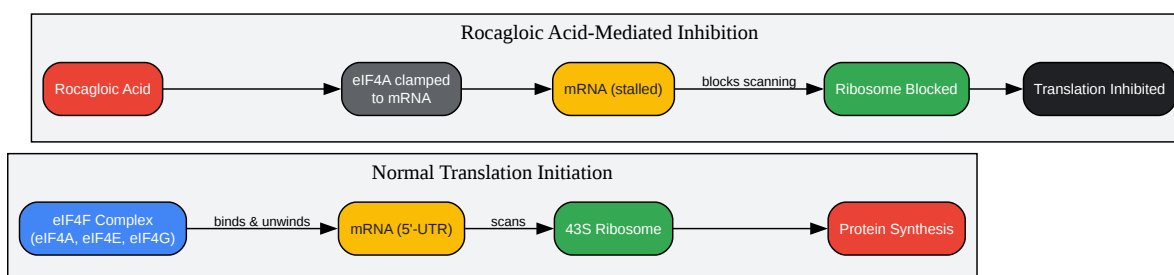 Rocagloic Acid-Mediated Inhibition
Rocagloic Acid
eIF4A clamped
to mRNA
mRNA (stalled)
blocks scanning
Ribosome Blocked
Translation Inhibited
Normal Translation Initiation
eIF4F Complex
(eIF4A, eIF4E, eIF4G)
binds & unwinds
mRNA (5'-UTR)
scans
43S Ribosome
Protein Synthesis